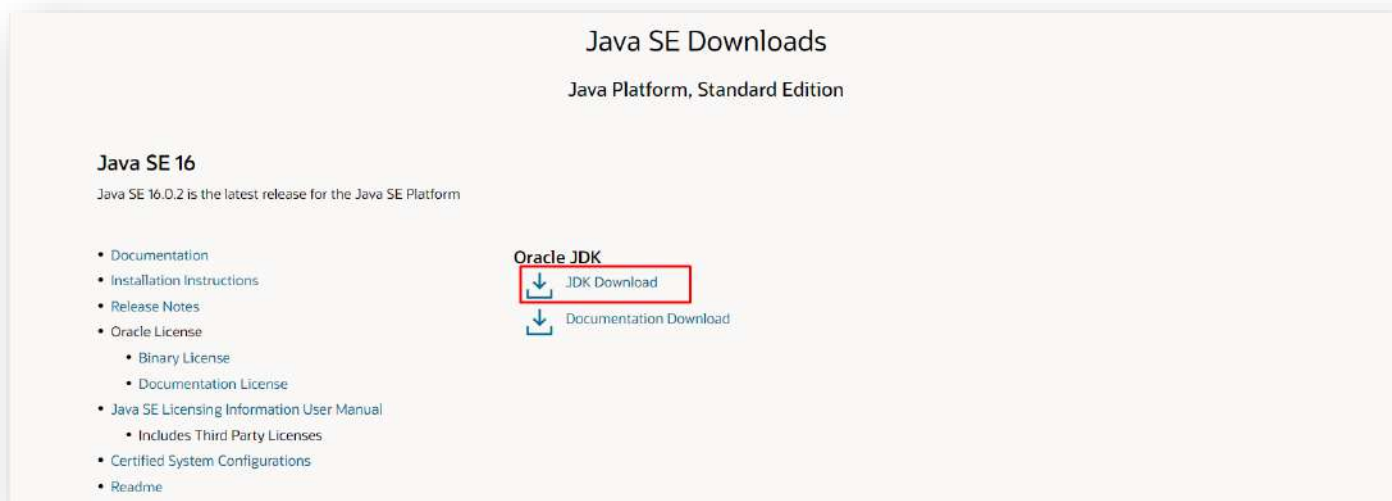 Java SE Downloads
Java Platform, Standard Edition
Java SE 16
Java SE 16.0.2 is the latest release for the Java SE Platform
• Documentation
• Installation Instructions
• Release Notes
• Oracle License
• Binary License
• Documentation License
• Java SE Licensing Information User Manual
• Includes Third Party Licenses
• Certified System Configurations
• Readme
Oracle JDK
JDK Download
Documentation Download